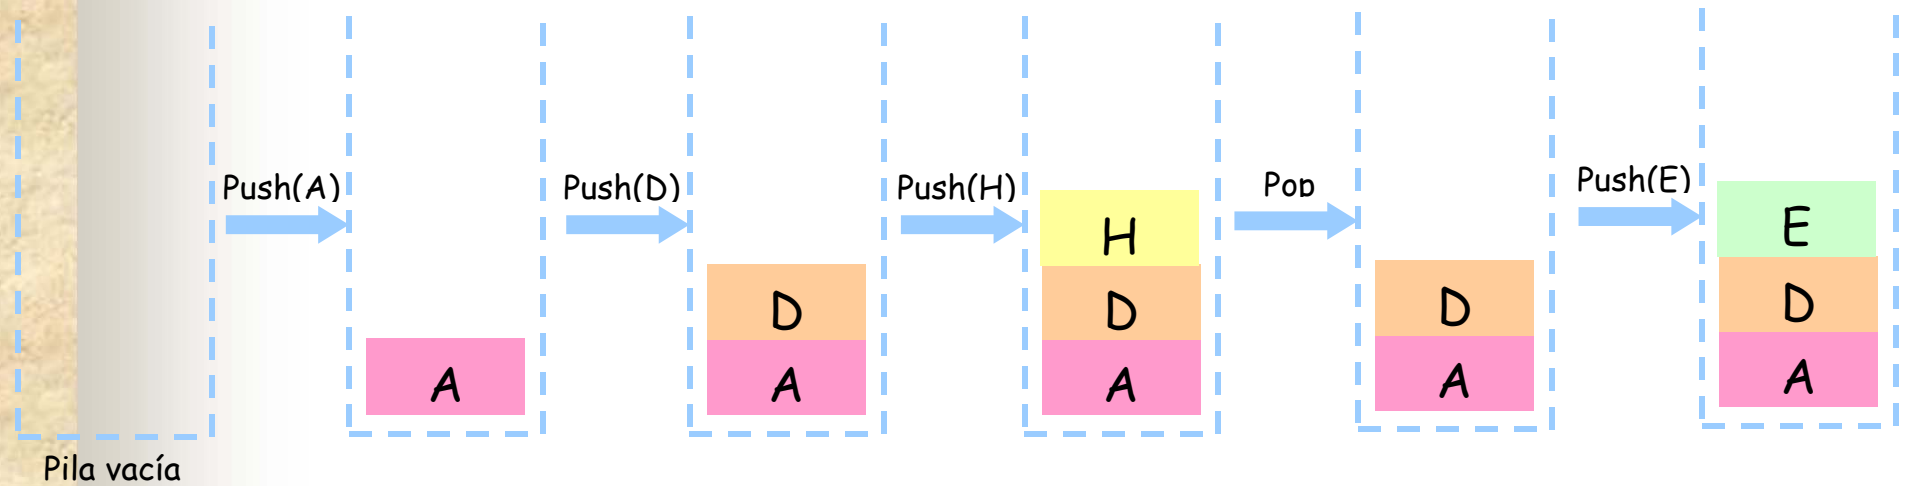 Push(A)
Push(D)
Push(H)
Pop
Push(E)
H
E
D
D
D
D
A
A
A
A
A
Pila vacía